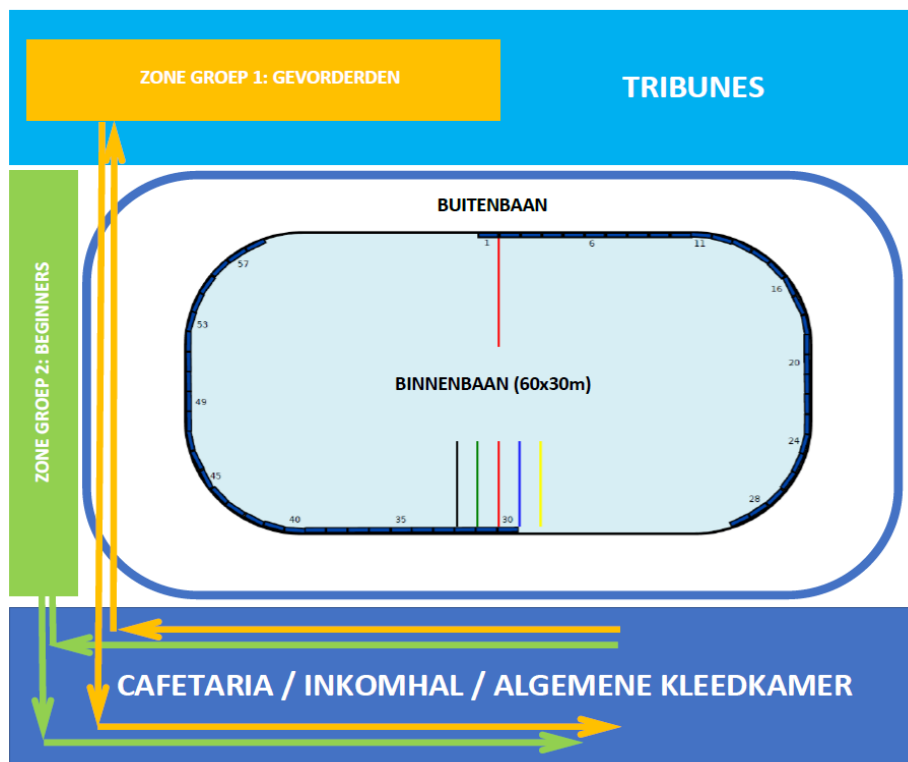 ZONE GROEP 1: GEVORDERDEN
TRIBUNES
BUITENBAAN
1
6
11
57
16
53
20
BINNENBAAN (60x30m)
49
24
45
28
40
35
30
ZONE GROEP 2: BEGINNERS
CAFETARIA / INKOMHAL / ALGEMENE KLEEDKAMER